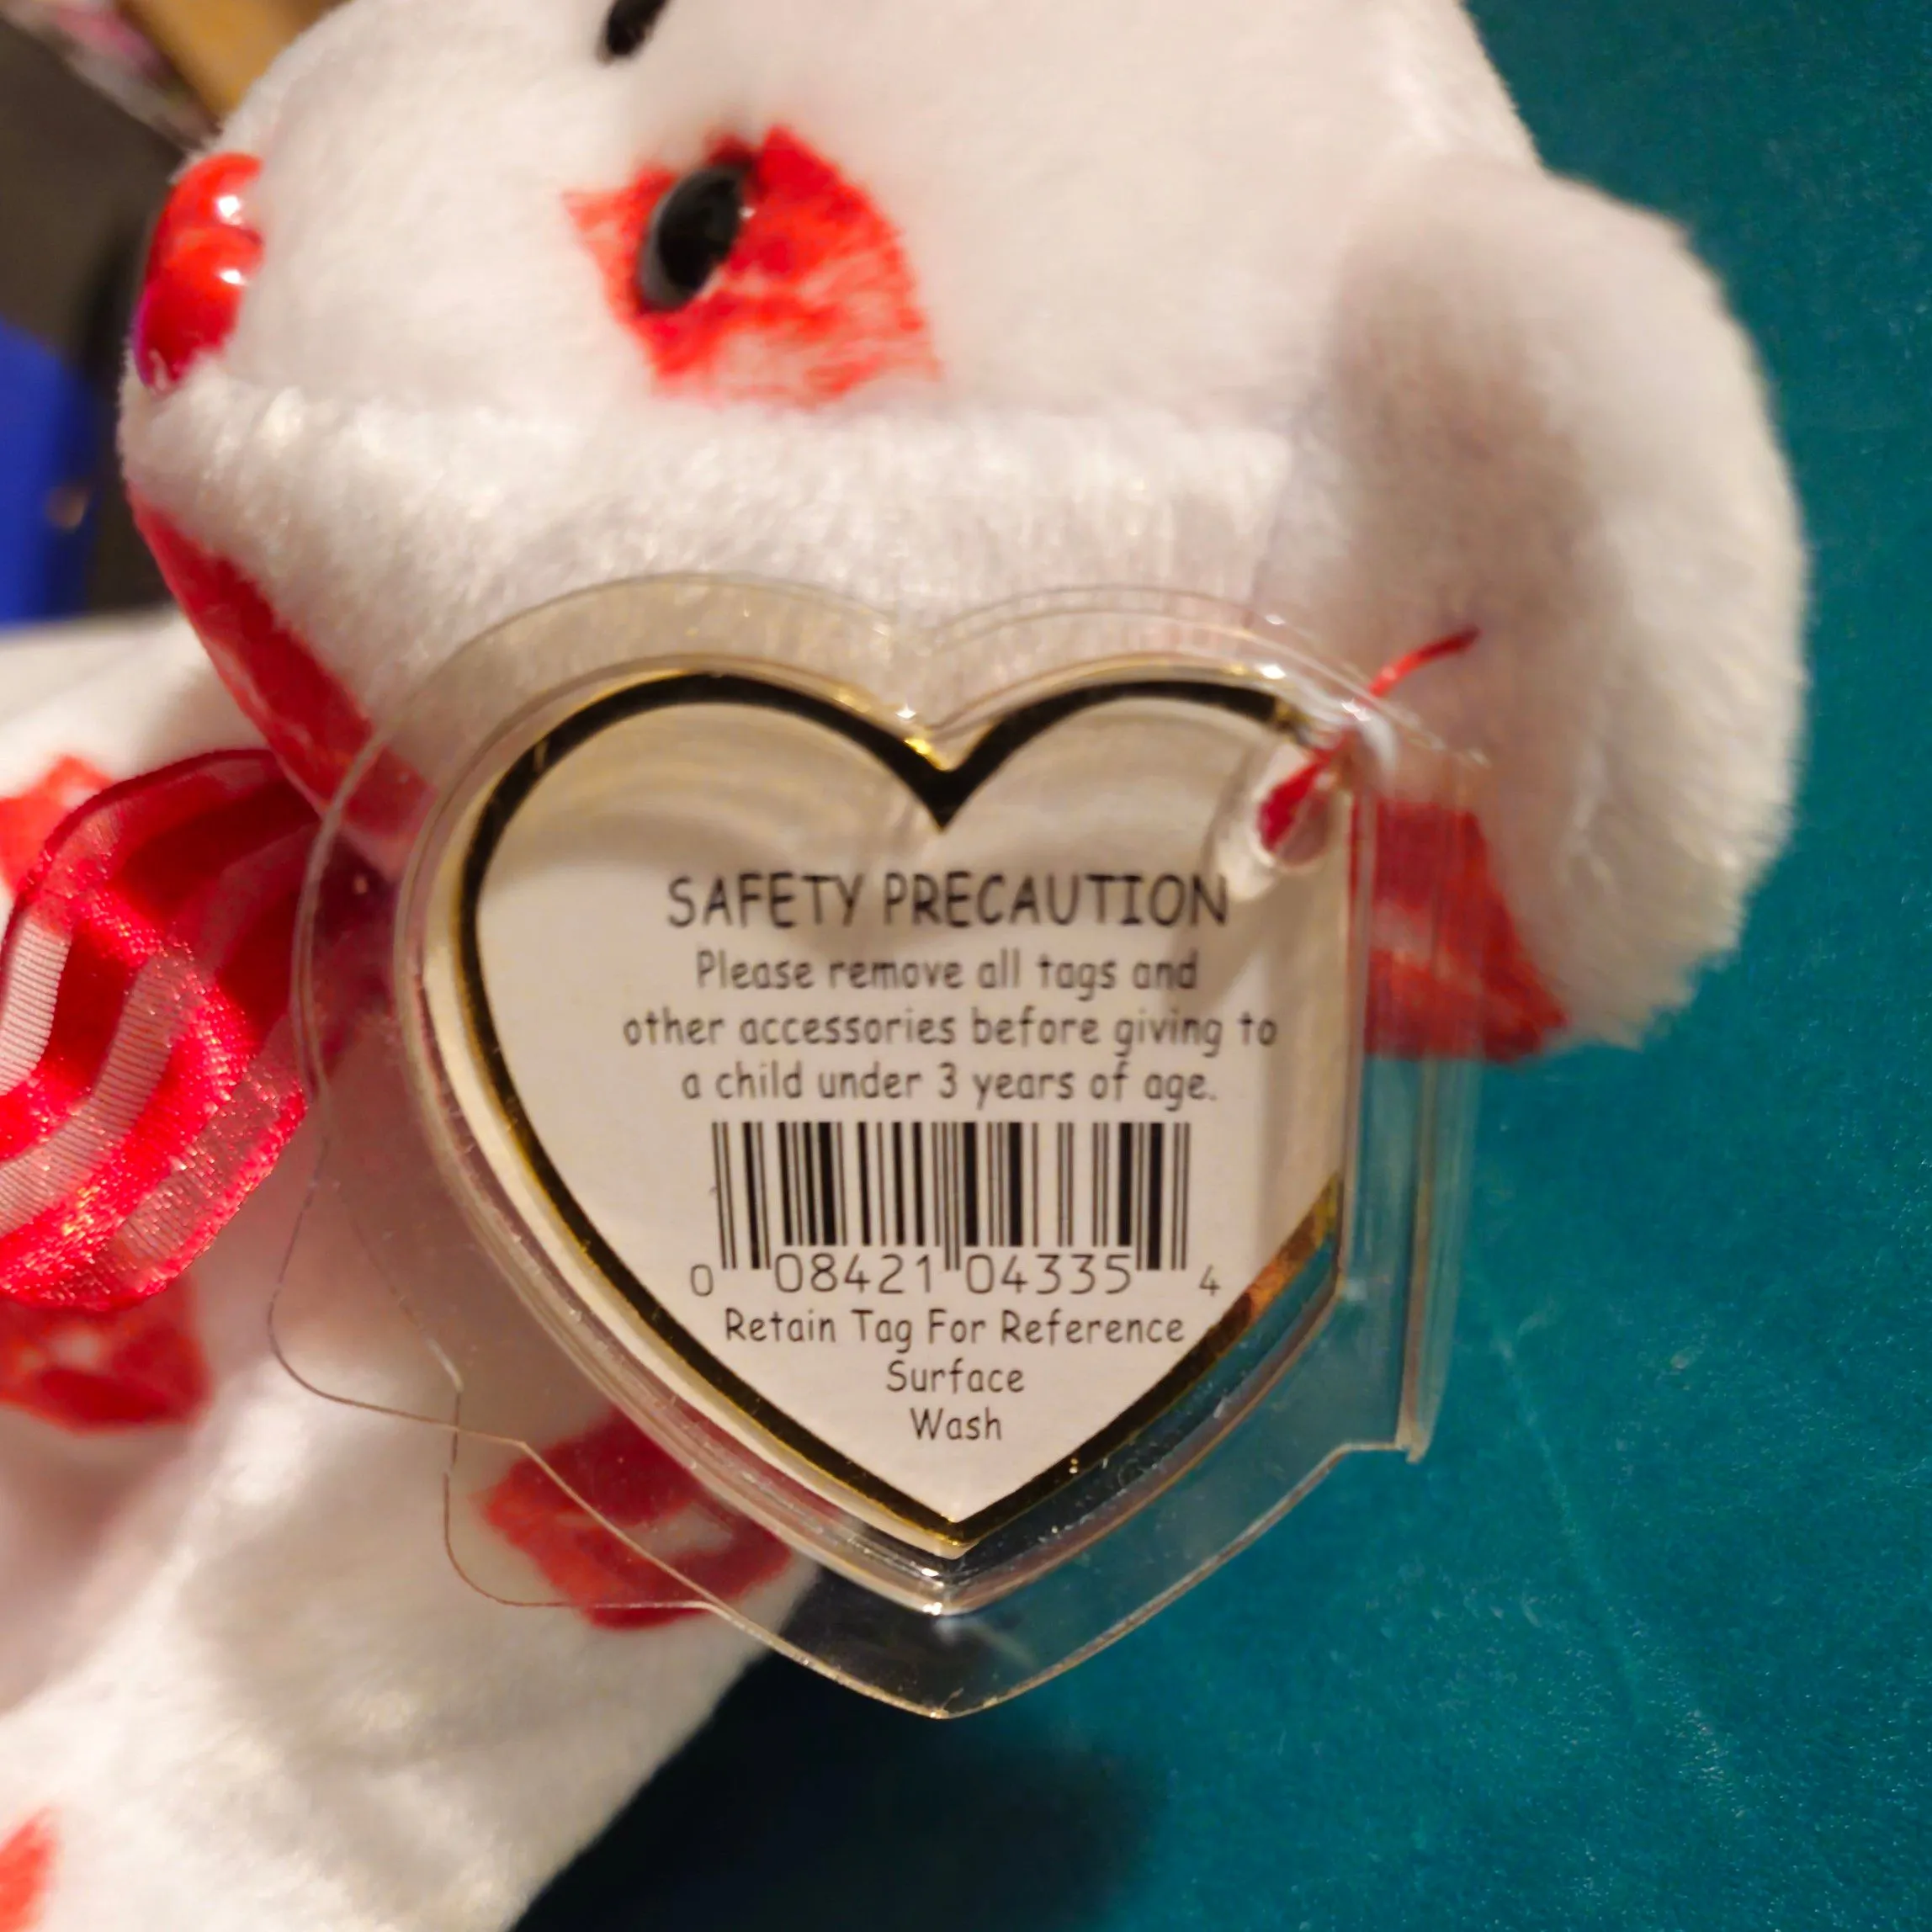 SAFETY PRECAUTION
Please remove all tags and
other accessories before giving to
a child under 3 years of age.
0 08421 04335 4
Retain Tag For Reference
Surface
Wash